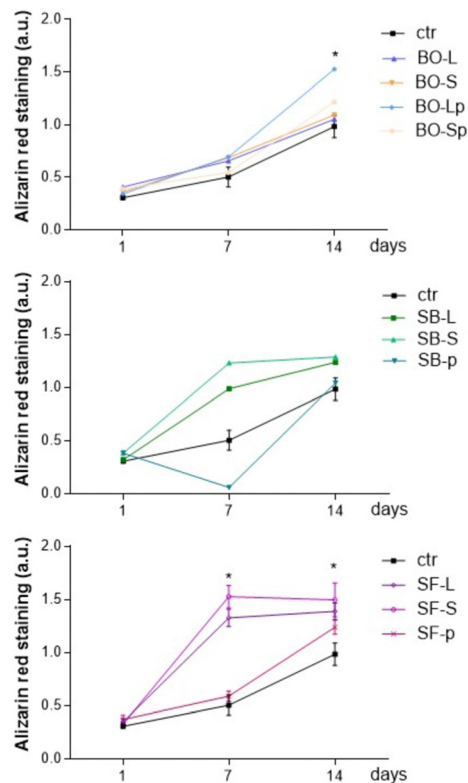 Alizarin red staining (a.u.)
2.0
1.5
1.0
0.5
0.0
*
1 7 14 days
ctr
BO-L
BO-S
BO-Lp
BO-Sp
Alizarin red staining (a.u.)
2.0
1.5
1.0
0.5
0.0
1 7 14 days
ctr
SB-L
SB-S
SB-p
Alizarin red staining (a.u.)
2.0
1.5
1.0
0.5
0.0
* *
1 7 14 days
ctr
SF-L
SF-S
SF-p